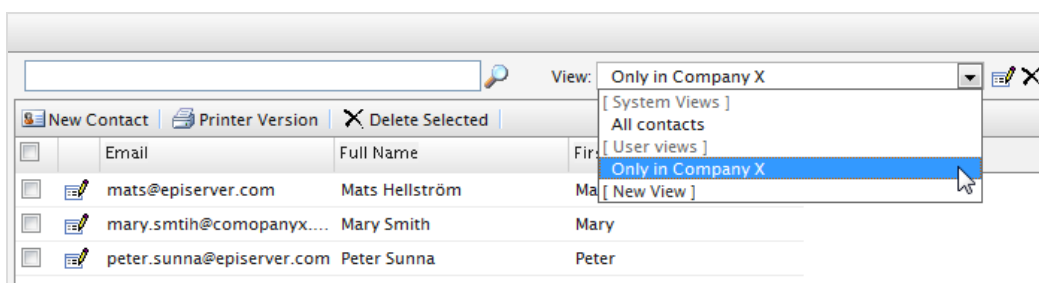 View: Only in Company X
[ System Views ]
All contacts
[ User views ]
Only in Company X
[ New View ]
New Contact Printer Version Delete Selected
Email Full Name Fir
mats@episerver.com Mats Hellström Ma
mary.smtih@comopanyx.... Mary Smith Mary
peter.sunna@episerver.com Peter Sunna Peter